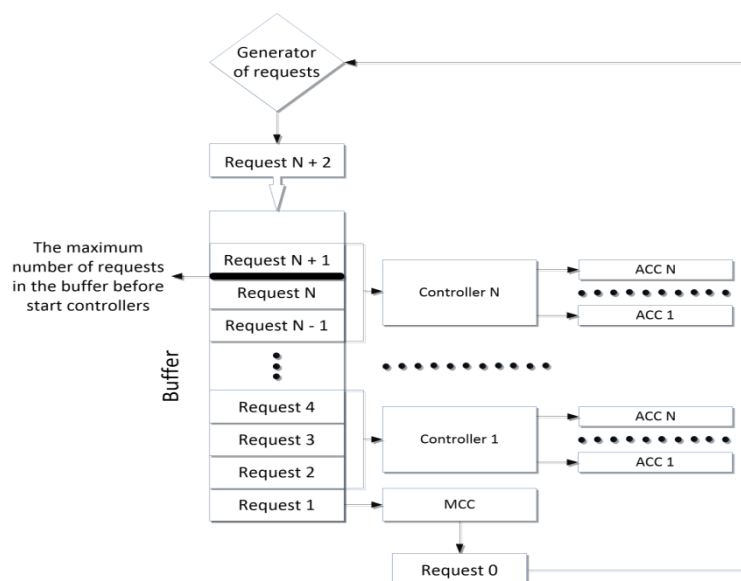 Generator
of requests
Request N + 2
The maximum
number of requests
in the buffer before
start controllers
Buffer
Request N + 1
Request N
Request N - 1
Request 4
Request 3
Request 2
Request 1
Controller N
ACC N
ACC 1
Controller 1
ACC N
ACC 1
MCC
Request 0